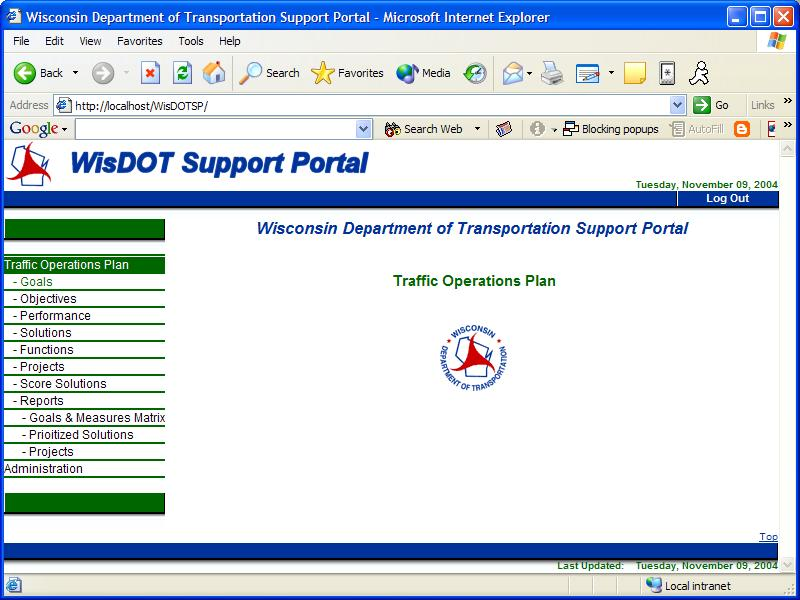 Wisconsin Department of Transportation Support Portal - Microsoft Internet Explorer
File Edit View Favorites Tools Help
Back Search Favorites Media
Address http://localhost/WisDOTSP/ Go Links »
Google Search Web Blocking popups AutoFill »
WisDOT Support Portal
Tuesday, November 09, 2004
Log Out
Wisconsin Department of Transportation Support Portal
Traffic Operations Plan
WISCONSIN
DEPARTMENT OF TRANSPORTATION
Traffic Operations Plan
- Goals
- Objectives
- Performance
- Solutions
- Functions
- Projects
- Score Solutions
- Reports
- Goals & Measures Matrix
- Prioitized Solutions
- Projects
Administration
Top
Last Updated: Tuesday, November 09, 2004
Local intranet